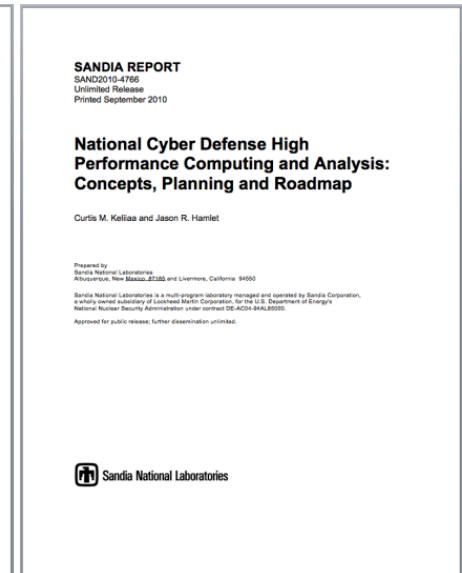 SANDIA REPORT
SAND2010-4766
Unlimited Release
Printed September 2010
National Cyber Defense High
Performance Computing and Analysis:
Concepts, Planning and Roadmap
Curtis M. Keliiaa and Jason R. Hamlet
Prepared by
Sandia National Laboratories
Albuquerque, New Mexico 87185 and Livermore, California 94550
Sandia National Laboratories is a multi-program laboratory managed and operated by Sandia Corporation,
a wholly owned subsidiary of Lockheed Martin Corporation, for the U.S. Department of Energy's
National Nuclear Security Administration under contract DE-AC04-94AL85000.
Approved for public release; further dissemination unlimited.
Sandia National Laboratories